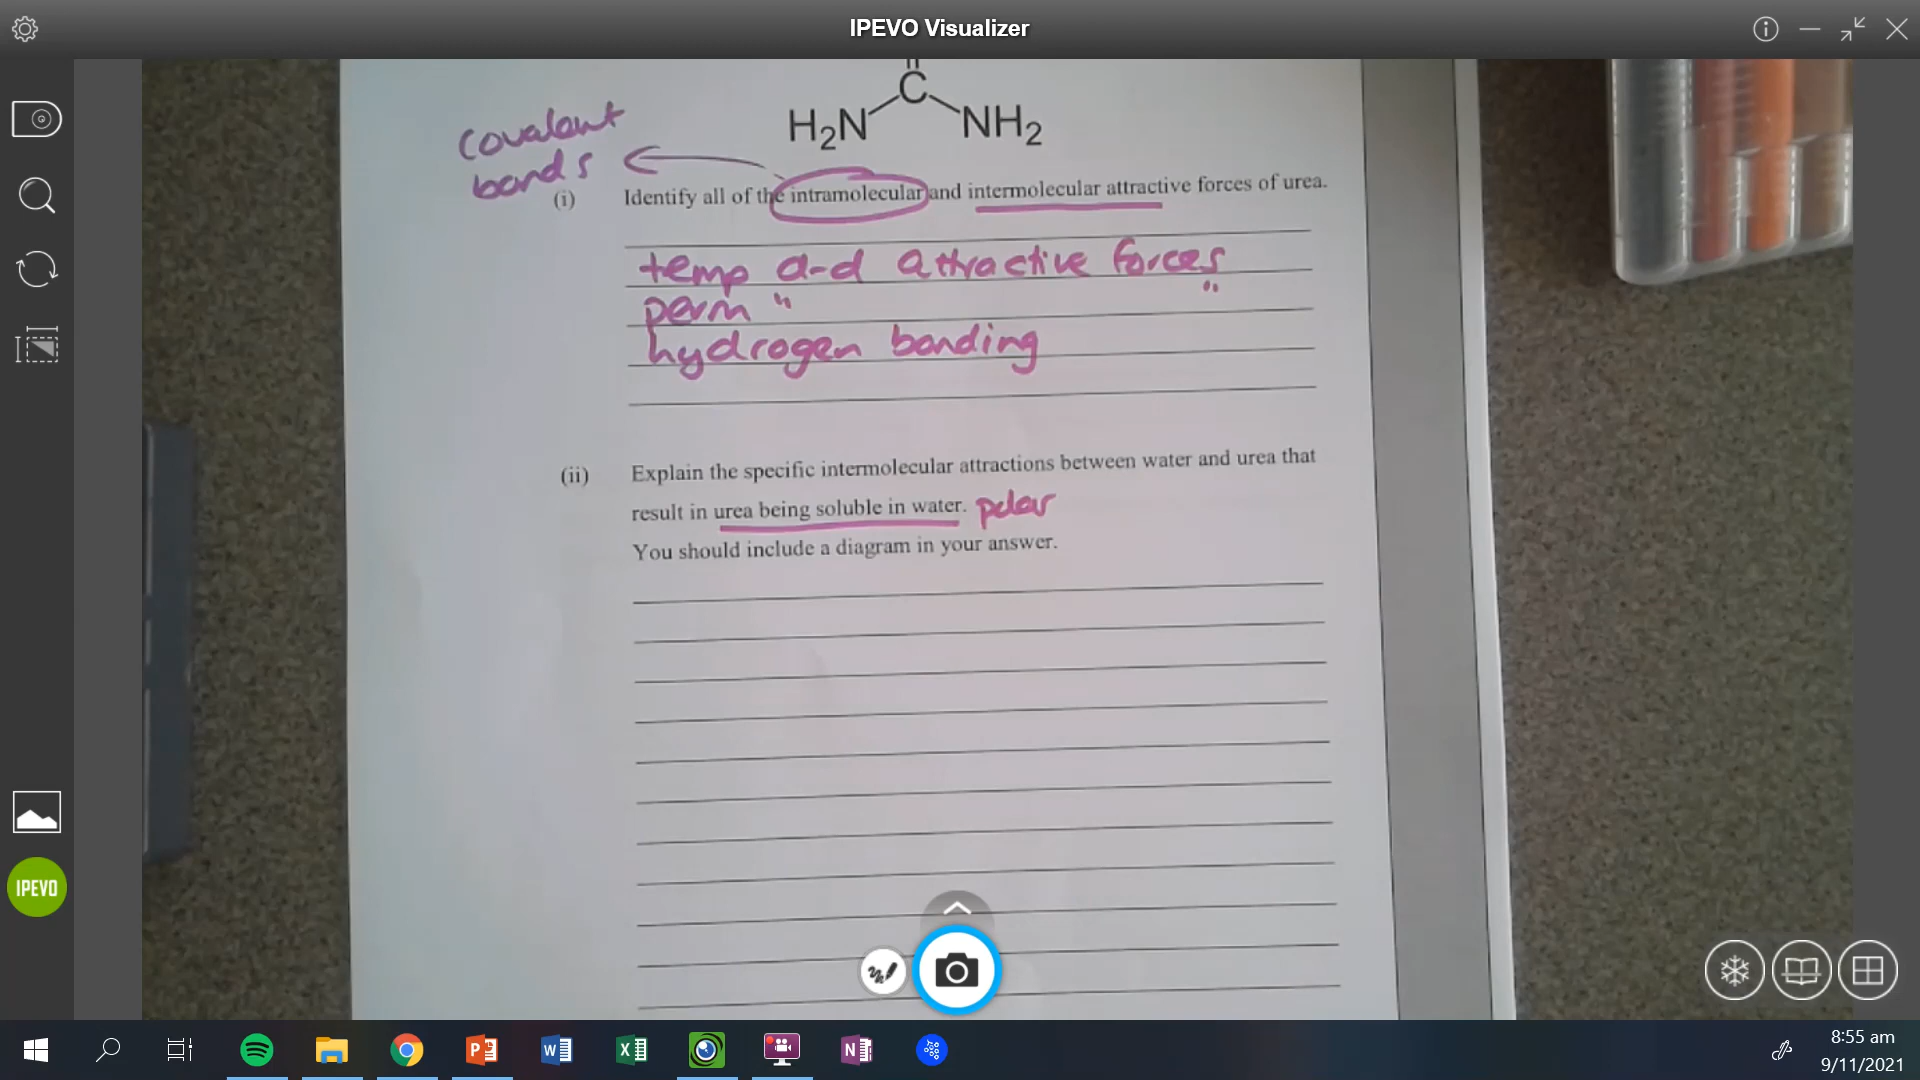 IPEVO Visualizer
C
H2N
NH2
covalent
bonds
(i) Identify all of the intramolecular and intermolecular attractive forces of urea.
temp a-d attractive forces
perm " "
hydrogen bonding
(ii) Explain the specific intermolecular attractions between water and urea that
result in urea being soluble in water. polar
You should include a diagram in your answer.
IPEVO
8:55 am
9/11/2021